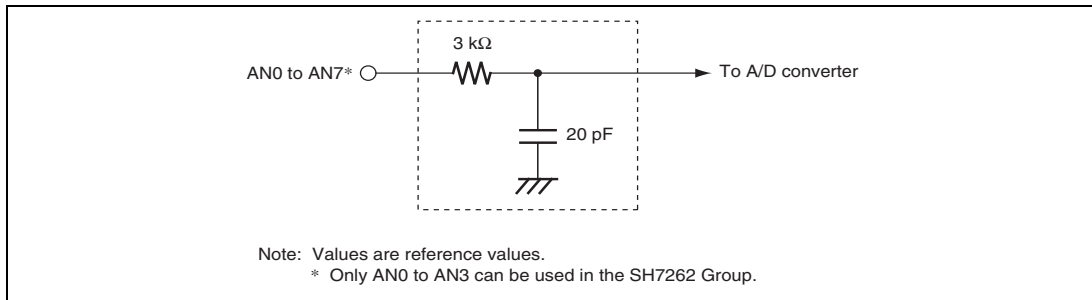 3 kΩ
AN0 to AN7*
To A/D converter
20 pF
Note: Values are reference values.
* Only AN0 to AN3 can be used in the SH7262 Group.